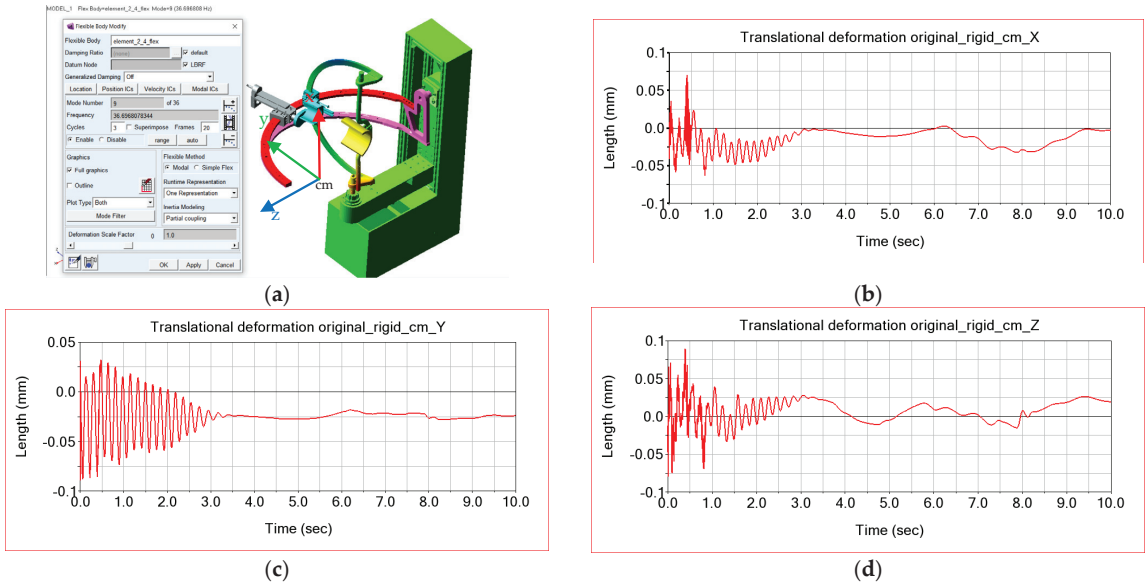 MODEL_1 Flex Body=element_2_4_flex Mode=9 (36.696808 Hz)
Flexible Body Modify
Flexible Body element_2_4_flex
Damping Ratio (none) ... default
Datum Node LBRF
Generalized Damping Off
Location Position ICs Velocity ICs Modal ICs
Mode Number 9 of 36
Frequency 36.6968078344
Cycles 3 Superimpose Frames 20
Enable Disable range auto
Graphics Flexible Method
Full graphics Modal Simple Flex
Outline Runtime Representation
One Representation
Plot Type Both Inertia Modeling
Mode Filter Partial coupling
Deformation Scale Factor 0 1.0
OK Apply Cancel
y
cm
z
(a)
Translational deformation original_rigid_cm_X
Length (mm)
0.1
0.05
0.0
-0.05
-0.1
0.0 1.0 2.0 3.0 4.0 5.0 6.0 7.0 8.0 9.0 10.0
Time (sec)
(b)
Translational deformation original_rigid_cm_Y
Length (mm)
0.05
0.0
-0.05
-0.1
0.0 1.0 2.0 3.0 4.0 5.0 6.0 7.0 8.0 9.0 10.0
Time (sec)
(c)
Translational deformation original_rigid_cm_Z
Length (mm)
0.1
0.05
0.0
-0.05
-0.1
0.0 1.0 2.0 3.0 4.0 5.0 6.0 7.0 8.0 9.0 10.0
Time (sec)
(d)